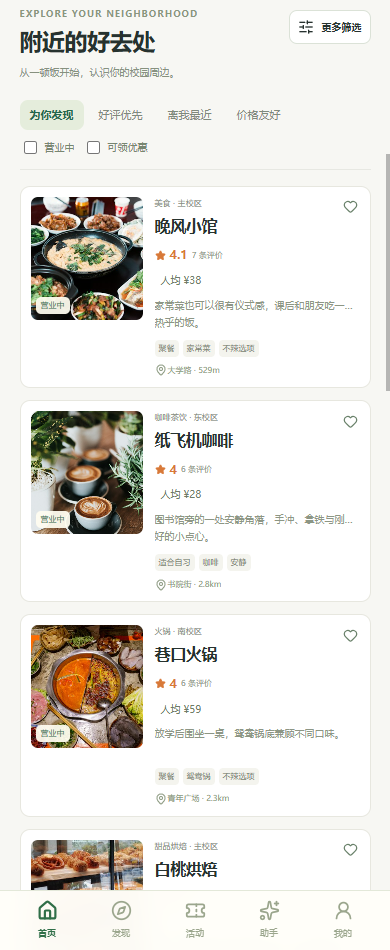 EXPLORE YOUR NEIGHBORHOOD
附近的好去处
更多筛选
从一顿饭开始，认识你的校园周边。
为你发现 好评优先 离我最近 价格友好
营业中 可领优惠
美食 · 主校区
晚风小馆
4.1 7 条评价
人均 ¥38
家常菜也可以很有仪式感，课后和朋友吃一...
热乎的饭。
营业中
聚餐 家常菜 不辣选项
大学路 · 529m
咖啡茶饮 · 东校区
纸飞机咖啡
4 6 条评价
人均 ¥28
图书馆旁的一处安静角落，手冲、拿铁与刚...
好的小点心。
营业中
适合自习 咖啡 安静
书院街 · 2.8km
火锅 · 南校区
巷口火锅
4 6 条评价
人均 ¥59
放学后围坐一桌，鸳鸯锅底兼顾不同口味。
营业中
聚餐 鸳鸯锅 不辣选项
青年广场 · 2.3km
甜品烘焙 · 主校区
白桃烘焙
首页 发现 活动 助手 我的